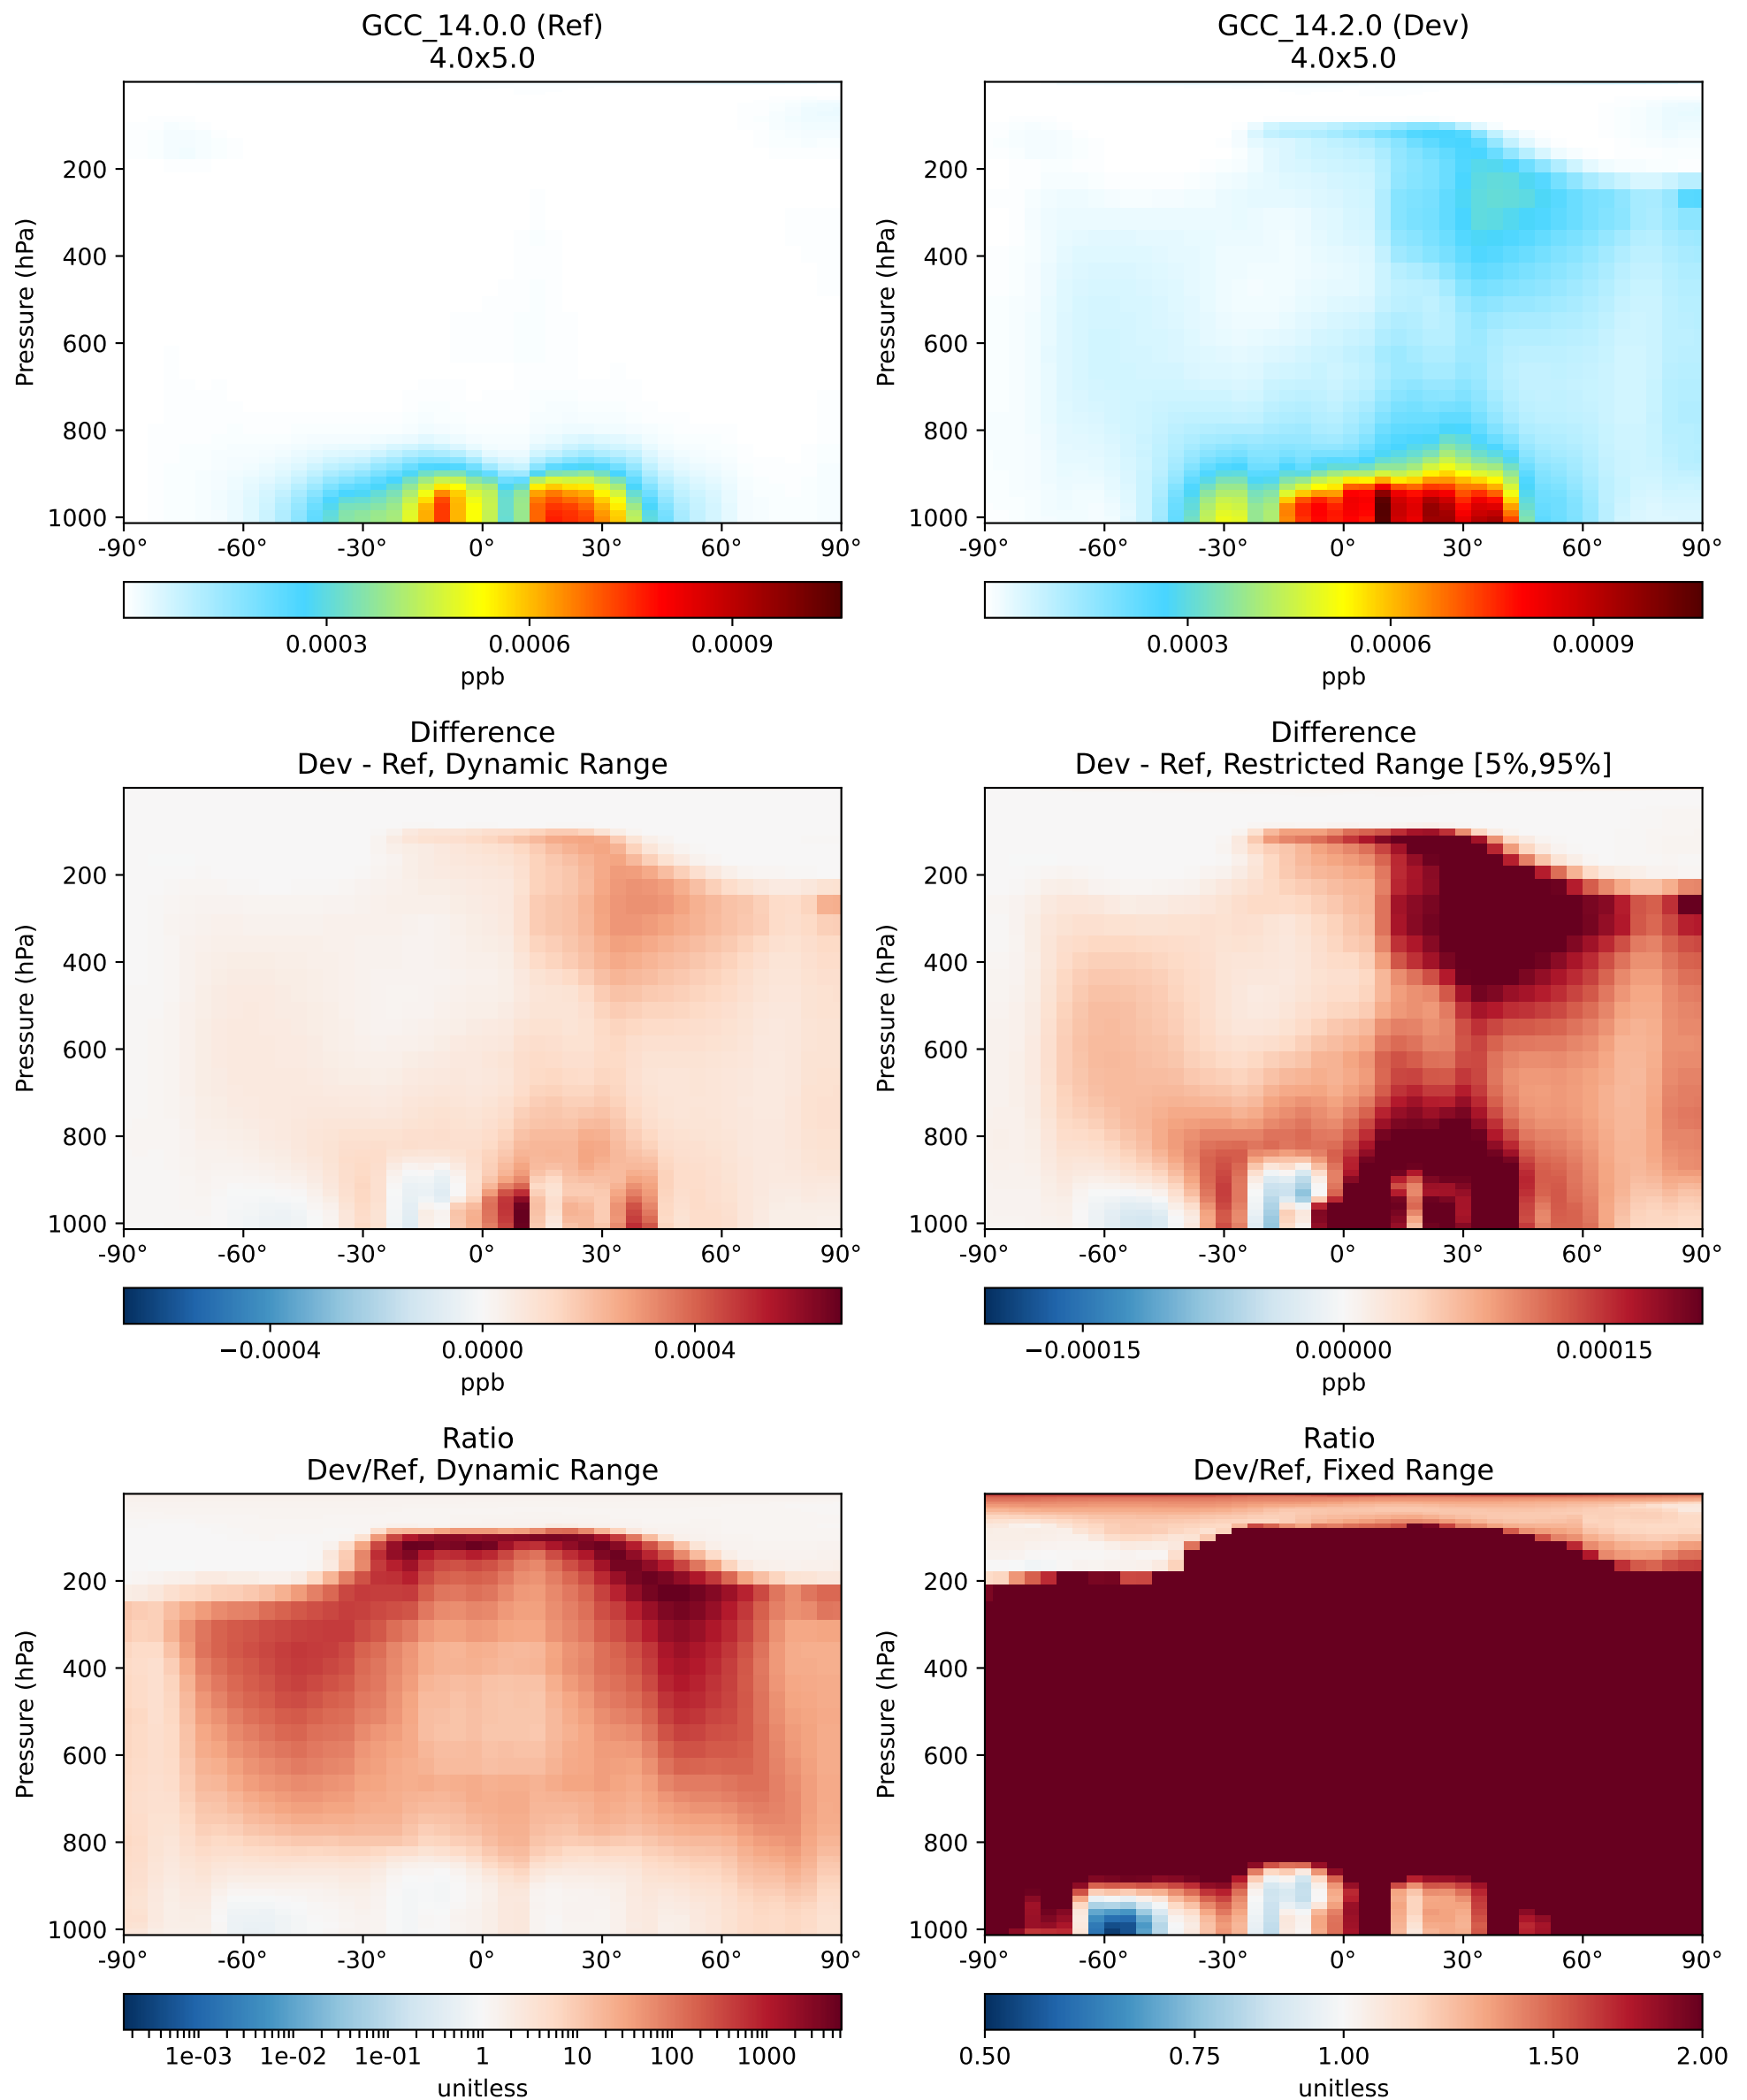 GCC_14.0.0 (Ref)
4.0x5.0
Pressure (hPa)
200
400
600
800
1000
-90° -60° -30° 0° 30° 60° 90°
0.0003 0.0006 0.0009
ppb
GCC_14.2.0 (Dev)
4.0x5.0
Pressure (hPa)
200
400
600
800
1000
-90° -60° -30° 0° 30° 60° 90°
0.0003 0.0006 0.0009
ppb
Difference
Dev - Ref, Dynamic Range
Pressure (hPa)
200
400
600
800
1000
-90° -60° -30° 0° 30° 60° 90°
−0.0004 0.0000 0.0004
ppb
Difference
Dev - Ref, Restricted Range [5%,95%]
Pressure (hPa)
200
400
600
800
1000
-90° -60° -30° 0° 30° 60° 90°
−0.00015 0.00000 0.00015
ppb
Ratio
Dev/Ref, Dynamic Range
Pressure (hPa)
200
400
600
800
1000
-90° -60° -30° 0° 30° 60° 90°
1e-03 1e-02 1e-01 1 10 100 1000
unitless
Ratio
Dev/Ref, Fixed Range
Pressure (hPa)
200
400
600
800
1000
-90° -60° -30° 0° 30° 60° 90°
0.50 0.75 1.00 1.50 2.00
unitless